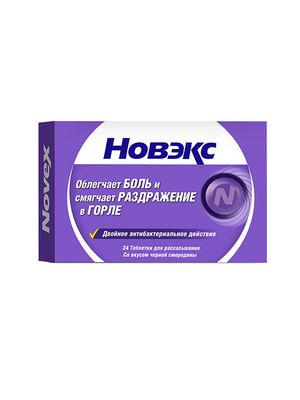 Novex
Новэкс
Облегчает БОЛЬ и
смягчает РАЗДРАЖЕНИЕ
в ГОРЛЕ
N
Двойное антибактериальное действие
24 Таблетки для рассасывания
Со вкусом черной смородины